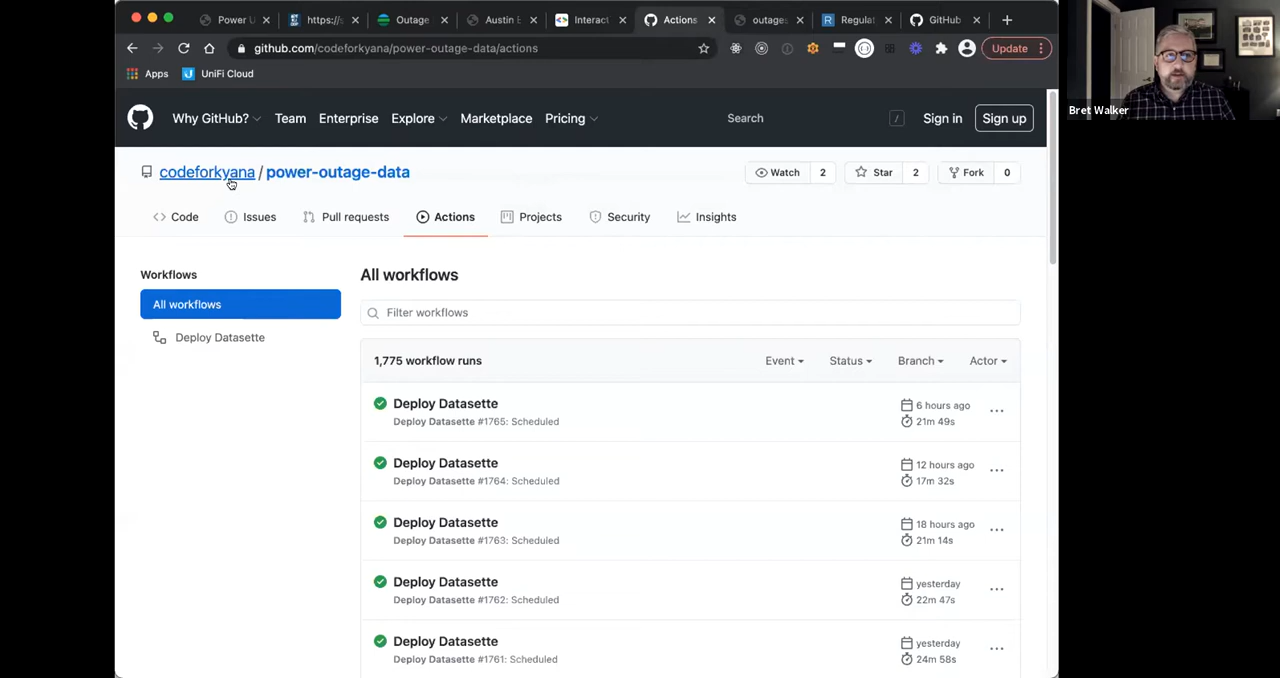 Power U
https://s
Outage
Austin E
Interact
Actions
outages
Regulat
GitHub
github.com/codeforkyana/power-outage-data/actions
Update
Apps
UniFi Cloud
Bret Walker
Why GitHub?
Team
Enterprise
Explore
Marketplace
Pricing
Search
/
Sign in
Sign up
codeforkyana / power-outage-data
Watch 2
Star 2
Fork 0
Code
Issues
Pull requests
Actions
Projects
Security
Insights
Workflows
All workflows
Deploy Datasette
All workflows
Filter workflows
1,775 workflow runs
Event
Status
Branch
Actor
Deploy Datasette
Deploy Datasette #1765: Scheduled
6 hours ago
21m 49s
Deploy Datasette
Deploy Datasette #1764: Scheduled
12 hours ago
17m 32s
Deploy Datasette
Deploy Datasette #1763: Scheduled
18 hours ago
21m 14s
Deploy Datasette
Deploy Datasette #1762: Scheduled
yesterday
22m 47s
Deploy Datasette
Deploy Datasette #1761: Scheduled
yesterday
24m 58s